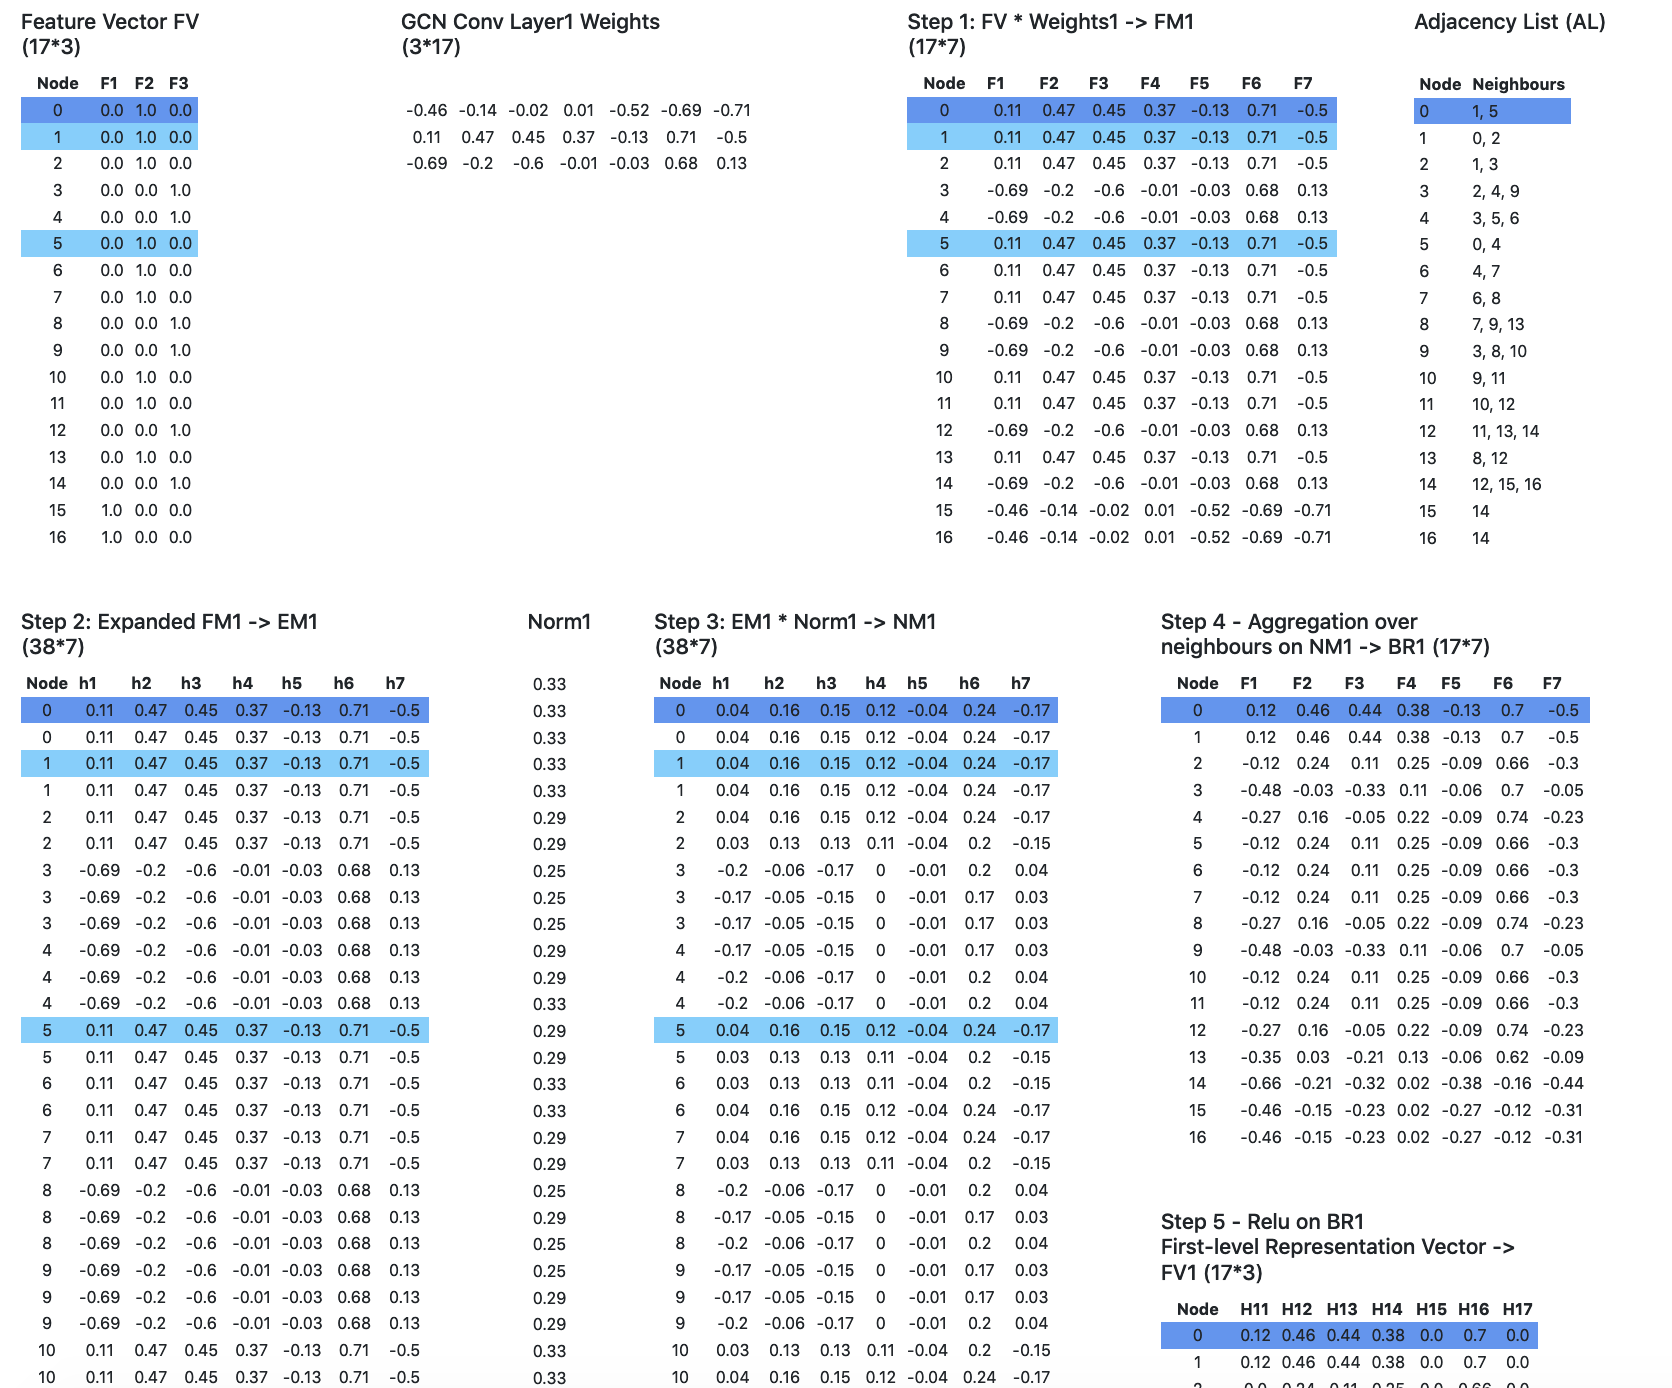 Feature Vector FV
(17*3)
Node F1 F2 F3
0 0.0 1.0 0.0
1 0.0 1.0 0.0
2 0.0 1.0 0.0
3 0.0 0.0 1.0
4 0.0 0.0 1.0
5 0.0 1.0 0.0
6 0.0 1.0 0.0
7 0.0 1.0 0.0
8 0.0 0.0 1.0
9 0.0 0.0 1.0
10 0.0 1.0 0.0
11 0.0 1.0 0.0
12 0.0 0.0 1.0
13 0.0 1.0 0.0
14 0.0 0.0 1.0
15 1.0 0.0 0.0
16 1.0 0.0 0.0
GCN Conv Layer1 Weights
(3*17)
-0.46 -0.14 -0.02 0.01 -0.52 -0.69 -0.71
0.11 0.47 0.45 0.37 -0.13 0.71 -0.5
-0.69 -0.2 -0.6 -0.01 -0.03 0.68 0.13
Step 1: FV * Weights1 -> FM1
(17*7)
Node F1 F2 F3 F4 F5 F6 F7
0 0.11 0.47 0.45 0.37 -0.13 0.71 -0.5
1 0.11 0.47 0.45 0.37 -0.13 0.71 -0.5
2 0.11 0.47 0.45 0.37 -0.13 0.71 -0.5
3 -0.69 -0.2 -0.6 -0.01 -0.03 0.68 0.13
4 -0.69 -0.2 -0.6 -0.01 -0.03 0.68 0.13
5 0.11 0.47 0.45 0.37 -0.13 0.71 -0.5
6 0.11 0.47 0.45 0.37 -0.13 0.71 -0.5
7 0.11 0.47 0.45 0.37 -0.13 0.71 -0.5
8 -0.69 -0.2 -0.6 -0.01 -0.03 0.68 0.13
9 -0.69 -0.2 -0.6 -0.01 -0.03 0.68 0.13
10 0.11 0.47 0.45 0.37 -0.13 0.71 -0.5
11 0.11 0.47 0.45 0.37 -0.13 0.71 -0.5
12 -0.69 -0.2 -0.6 -0.01 -0.03 0.68 0.13
13 0.11 0.47 0.45 0.37 -0.13 0.71 -0.5
14 -0.69 -0.2 -0.6 -0.01 -0.03 0.68 0.13
15 -0.46 -0.14 -0.02 0.01 -0.52 -0.69 -0.71
16 -0.46 -0.14 -0.02 0.01 -0.52 -0.69 -0.71
Adjacency List (AL)
Node Neighbours
0 1, 5
1 0, 2
2 1, 3
3 2, 4, 9
4 3, 5, 6
5 0, 4
6 4, 7
7 6, 8
8 7, 9, 13
9 3, 8, 10
10 9, 11
11 10, 12
12 11, 13, 14
13 8, 12
14 12, 15, 16
15 14
16 14
Step 2: Expanded FM1 -> EM1
(38*7)
Node h1 h2 h3 h4 h5 h6 h7
0 0.11 0.47 0.45 0.37 -0.13 0.71 -0.5
0 0.11 0.47 0.45 0.37 -0.13 0.71 -0.5
1 0.11 0.47 0.45 0.37 -0.13 0.71 -0.5
1 0.11 0.47 0.45 0.37 -0.13 0.71 -0.5
2 0.11 0.47 0.45 0.37 -0.13 0.71 -0.5
2 0.11 0.47 0.45 0.37 -0.13 0.71 -0.5
3 -0.69 -0.2 -0.6 -0.01 -0.03 0.68 0.13
3 -0.69 -0.2 -0.6 -0.01 -0.03 0.68 0.13
3 -0.69 -0.2 -0.6 -0.01 -0.03 0.68 0.13
4 -0.69 -0.2 -0.6 -0.01 -0.03 0.68 0.13
4 -0.69 -0.2 -0.6 -0.01 -0.03 0.68 0.13
4 -0.69 -0.2 -0.6 -0.01 -0.03 0.68 0.13
5 0.11 0.47 0.45 0.37 -0.13 0.71 -0.5
5 0.11 0.47 0.45 0.37 -0.13 0.71 -0.5
6 0.11 0.47 0.45 0.37 -0.13 0.71 -0.5
6 0.11 0.47 0.45 0.37 -0.13 0.71 -0.5
7 0.11 0.47 0.45 0.37 -0.13 0.71 -0.5
7 0.11 0.47 0.45 0.37 -0.13 0.71 -0.5
8 -0.69 -0.2 -0.6 -0.01 -0.03 0.68 0.13
8 -0.69 -0.2 -0.6 -0.01 -0.03 0.68 0.13
8 -0.69 -0.2 -0.6 -0.01 -0.03 0.68 0.13
9 -0.69 -0.2 -0.6 -0.01 -0.03 0.68 0.13
9 -0.69 -0.2 -0.6 -0.01 -0.03 0.68 0.13
9 -0.69 -0.2 -0.6 -0.01 -0.03 0.68 0.13
10 0.11 0.47 0.45 0.37 -0.13 0.71 -0.5
10 0.11 0.47 0.45 0.37 -0.13 0.71 -0.5
Norm1
0.33
0.33
0.33
0.33
0.33
0.29
0.29
0.25
0.25
0.25
0.29
0.29
0.33
0.29
0.29
0.33
0.33
0.29
0.29
0.25
0.29
0.25
0.25
0.29
0.29
0.33
0.33
Step 3: EM1 * Norm1 -> NM1
(38*7)
Node h1 h2 h3 h4 h5 h6 h7
0 0.04 0.16 0.15 0.12 -0.04 0.24 -0.17
0 0.04 0.16 0.15 0.12 -0.04 0.24 -0.17
1 0.04 0.16 0.15 0.12 -0.04 0.24 -0.17
1 0.04 0.16 0.15 0.12 -0.04 0.24 -0.17
2 0.04 0.16 0.15 0.12 -0.04 0.24 -0.17
2 0.03 0.13 0.13 0.11 -0.04 0.2 -0.15
3 -0.2 -0.06 -0.17 0 -0.01 0.2 0.04
3 -0.17 -0.05 -0.15 0 -0.01 0.17 0.03
3 -0.17 -0.05 -0.15 0 -0.01 0.17 0.03
4 -0.17 -0.05 -0.15 0 -0.01 0.17 0.03
4 -0.2 -0.06 -0.17 0 -0.01 0.2 0.04
4 -0.2 -0.06 -0.17 0 -0.01 0.2 0.04
5 0.04 0.16 0.15 0.12 -0.04 0.24 -0.17
5 0.03 0.13 0.13 0.11 -0.04 0.2 -0.15
6 0.03 0.13 0.13 0.11 -0.04 0.2 -0.15
6 0.04 0.16 0.15 0.12 -0.04 0.24 -0.17
7 0.04 0.16 0.15 0.12 -0.04 0.24 -0.17
7 0.03 0.13 0.13 0.11 -0.04 0.2 -0.15
8 -0.2 -0.06 -0.17 0 -0.01 0.2 0.04
8 -0.17 -0.05 -0.15 0 -0.01 0.17 0.03
8 -0.2 -0.06 -0.17 0 -0.01 0.2 0.04
9 -0.17 -0.05 -0.15 0 -0.01 0.17 0.03
9 -0.17 -0.05 -0.15 0 -0.01 0.17 0.03
9 -0.2 -0.06 -0.17 0 -0.01 0.2 0.04
10 0.03 0.13 0.13 0.11 -0.04 0.2 -0.15
10 0.04 0.16 0.15 0.12 -0.04 0.24 -0.17
Step 4 - Aggregation over
neighbours on NM1 -> BR1 (17*7)
Node F1 F2 F3 F4 F5 F6 F7
0 0.12 0.46 0.44 0.38 -0.13 0.7 -0.5
1 0.12 0.46 0.44 0.38 -0.13 0.7 -0.5
2 -0.12 0.24 0.11 0.25 -0.09 0.66 -0.3
3 -0.48 -0.03 -0.33 0.11 -0.06 0.7 -0.05
4 -0.27 0.16 -0.05 0.22 -0.09 0.74 -0.23
5 -0.12 0.24 0.11 0.25 -0.09 0.66 -0.3
6 -0.12 0.24 0.11 0.25 -0.09 0.66 -0.3
7 -0.12 0.24 0.11 0.25 -0.09 0.66 -0.3
8 -0.27 0.16 -0.05 0.22 -0.09 0.74 -0.23
9 -0.48 -0.03 -0.33 0.11 -0.06 0.7 -0.05
10 -0.12 0.24 0.11 0.25 -0.09 0.66 -0.3
11 -0.12 0.24 0.11 0.25 -0.09 0.66 -0.3
12 -0.27 0.16 -0.05 0.22 -0.09 0.74 -0.23
13 -0.35 0.03 -0.21 0.13 -0.06 0.62 -0.09
14 -0.66 -0.21 -0.32 0.02 -0.38 -0.16 -0.44
15 -0.46 -0.15 -0.23 0.02 -0.27 -0.12 -0.31
16 -0.46 -0.15 -0.23 0.02 -0.27 -0.12 -0.31
Step 5 - Relu on BR1
First-level Representation Vector ->
FV1 (17*3)
Node H11 H12 H13 H14 H15 H16 H17
0 0.12 0.46 0.44 0.38 0.0 0.7 0.0
1 0.12 0.46 0.44 0.38 0.0 0.7 0.0